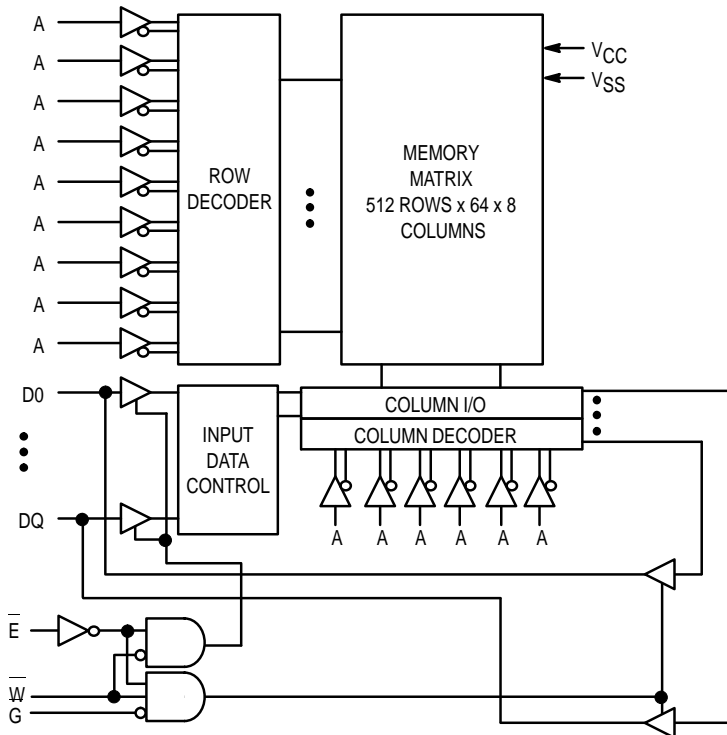 A
A
A
A
A
A
A
A
A
ROW
DECODER
MEMORY
MATRIX
512 ROWS x 64 x 8
COLUMNS
VCC
VSS
D0
DQ
INPUT
DATA
CONTROL
COLUMN I/O
COLUMN DECODER
A A A A A A
E
W
G